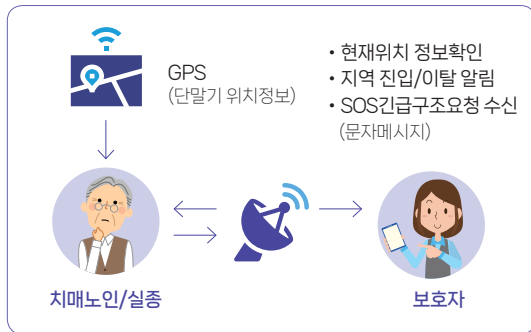 GPS
(단말기 위치정보)
• 현재위치 정보확인
• 지역 진입/이탈 알림
• SOS긴급구조요청 수신
(문자메시지)
치매노인/실종
보호자